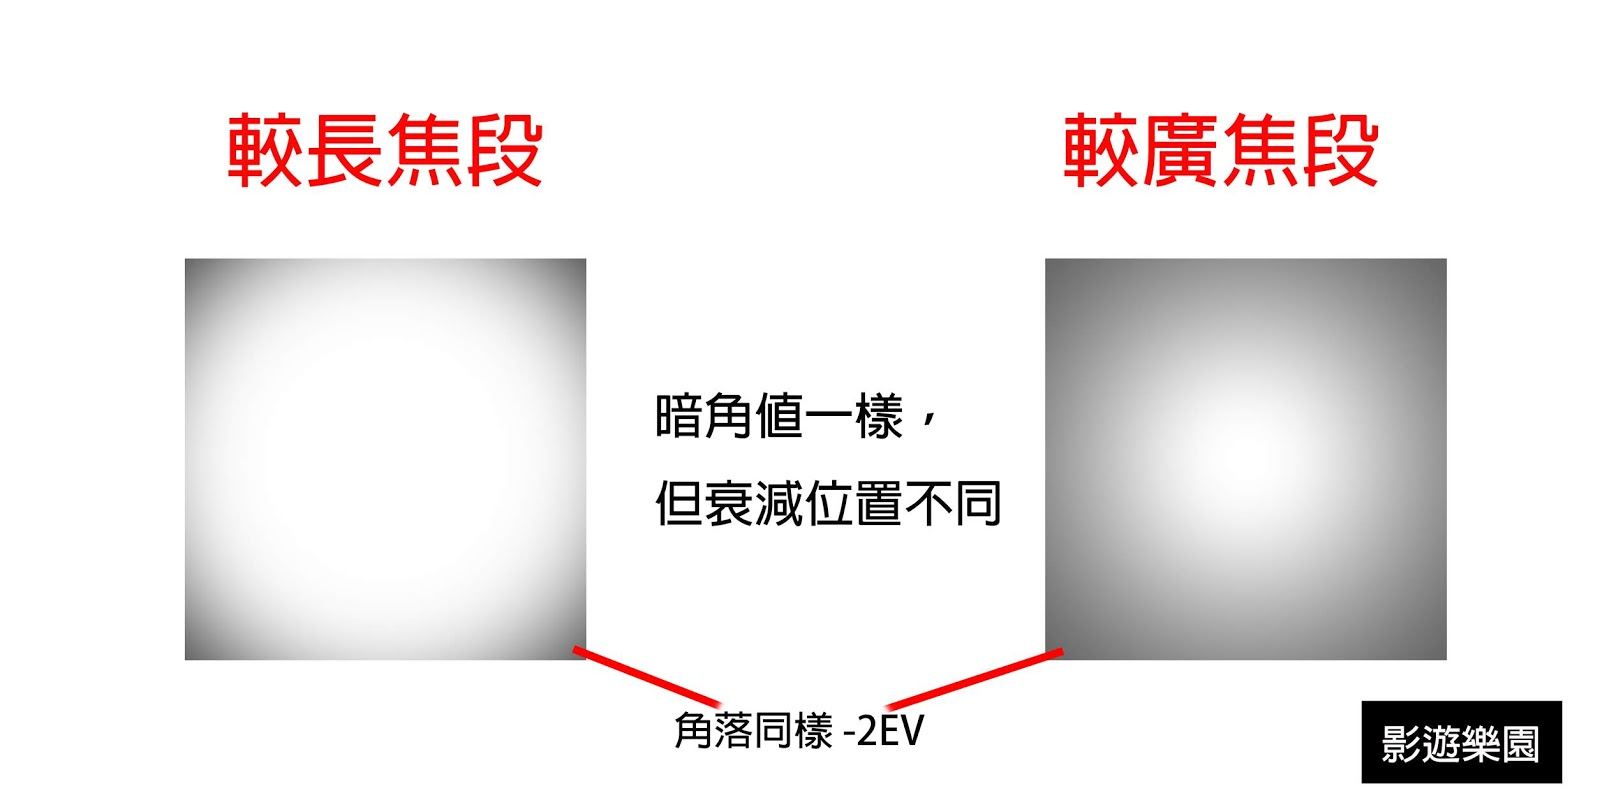 較長焦段
較廣焦段
暗角值一樣，
但衰減位置不同
角落同樣 -2EV
影遊樂園